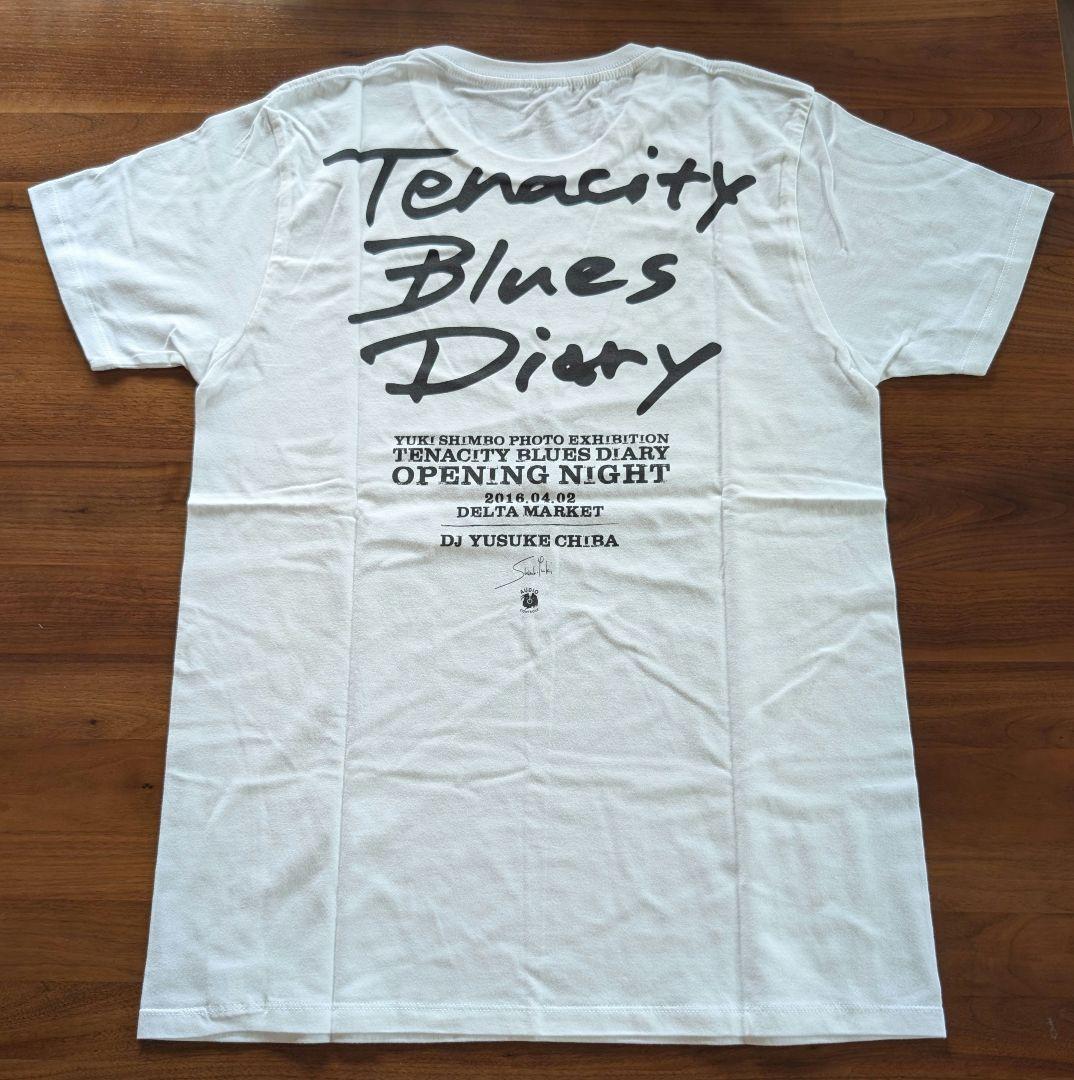 Tenacity
Blues
Diary
YUKI SHIMBO PHOTO EXHIBITION
TENACITY BLUES DIARY
OPENING NIGHT
2016.04.02
DELTA MARKET
DJ YUSUKE CHIBA
AUDIO